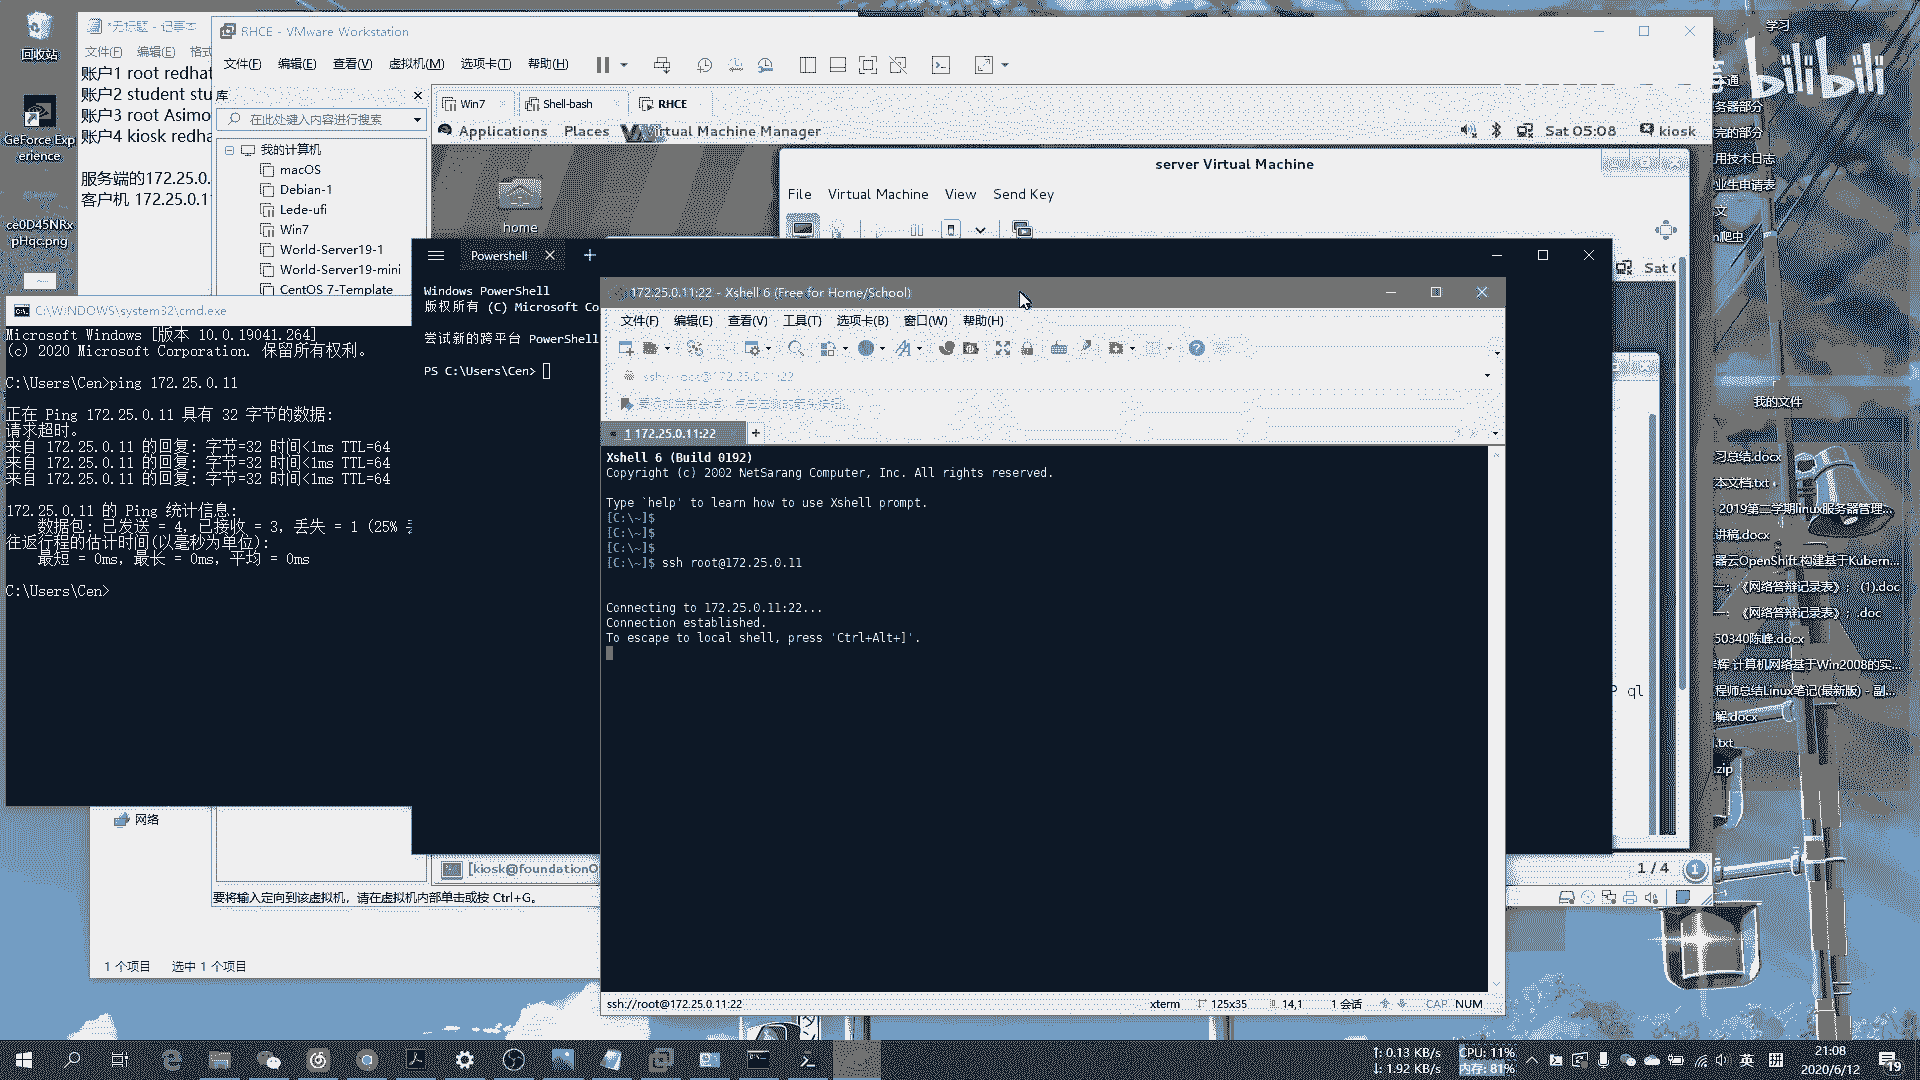 回收站
GeForce Exp
erience
ce0D45NRx
pHqc.png
*无标题 - 记事本
文件(F) 编辑(E) 格式
账户1 root redhat
账户2 student stu
账户3 root Asimo
账户4 kiosk redha
服务端的172.25.0.
客户机 172.25.0.1
RHCE - VMware Workstation
文件(F) 编辑(E) 查看(V) 虚拟机(M) 选项卡(T) 帮助(H)
库
在此处键入内容进行搜索
我的计算机
macOS
Debian-1
Lede-ufi
Win7
World-Server19-1
World-Server19-mini
CentOS 7-Template
Win7 Shell-bash RHCE
Applications Places Virtual Machine Manager
Sat 05:08 kiosk
home
server Virtual Machine
File Virtual Machine View Send Key
C:\WINDOWS\system32\cmd.exe
Microsoft Windows [版本 10.0.19041.264]
(c) 2020 Microsoft Corporation. 保留所有权利。
C:\Users\Cen>ping 172.25.0.11
正在 Ping 172.25.0.11 具有 32 字节的数据:
请求超时。
来自 172.25.0.11 的回复: 字节=32 时间<1ms TTL=64
来自 172.25.0.11 的回复: 字节=32 时间<1ms TTL=64
来自 172.25.0.11 的回复: 字节=32 时间<1ms TTL=64
172.25.0.11 的 Ping 统计信息:
数据包: 已发送 = 4, 已接收 = 3, 丢失 = 1 (25%
往返行程的估计时间(以毫秒为单位):
最短 = 0ms, 最长 = 0ms, 平均 = 0ms
C:\Users\Cen>
Powershell
Windows PowerShell
版权所有 (C) Microsoft Co
尝试新的跨平台 PowerShell
PS C:\Users\Cen>
172.25.0.11:22 - Xshell 6 (Free for Home/School)
文件(F) 编辑(E) 查看(V) 工具(T) 选项卡(B) 窗口(W) 帮助(H)
ssh://root@172.25.0.11:22
1 172.25.0.11:22
Xshell 6 (Build 0192)
Copyright (c) 2002 NetSarang Computer, Inc. All rights reserved.
Type `help' to learn how to use Xshell prompt.
[C:\~]$
[C:\~]$
[C:\~]$
[C:\~]$ ssh root@172.25.0.11
Connecting to 172.25.0.11:22...
Connection established.
To escape to local shell, press 'Ctrl+Alt+]'.
ssh://root@172.25.0.11:22 xterm 125x35 14,1 1 会话 CAP NUM
网络
[kiosk@foundation0
要将输入定向到该虚拟机，请在虚拟机内部单击或按 Ctrl+G。
1 个项目 选中 1 个项目
1 / 4
ql
学习
bilibili
务器部分
完的部分
用技术日志
业生申请表
文
爬虫
我的文件
习总结.docx
本文档.txt
2019第二学期linux服务器管理...
讲稿.docx
器云OpenShift 构建基于Kubern...
《网络答辩记录表》；(1).doc
《网络答辩记录表》；.doc
50340陈峰.docx
辉 计算机网络基于Win2008的实...
程师总结Linux笔记(最新版) - 副...
解.docx
.txt
.zip
↑: 0.13 KB/s
↓: 1.92 KB/s
CPU: 11%
内存: 81%
英
21:08
2020/6/12
19